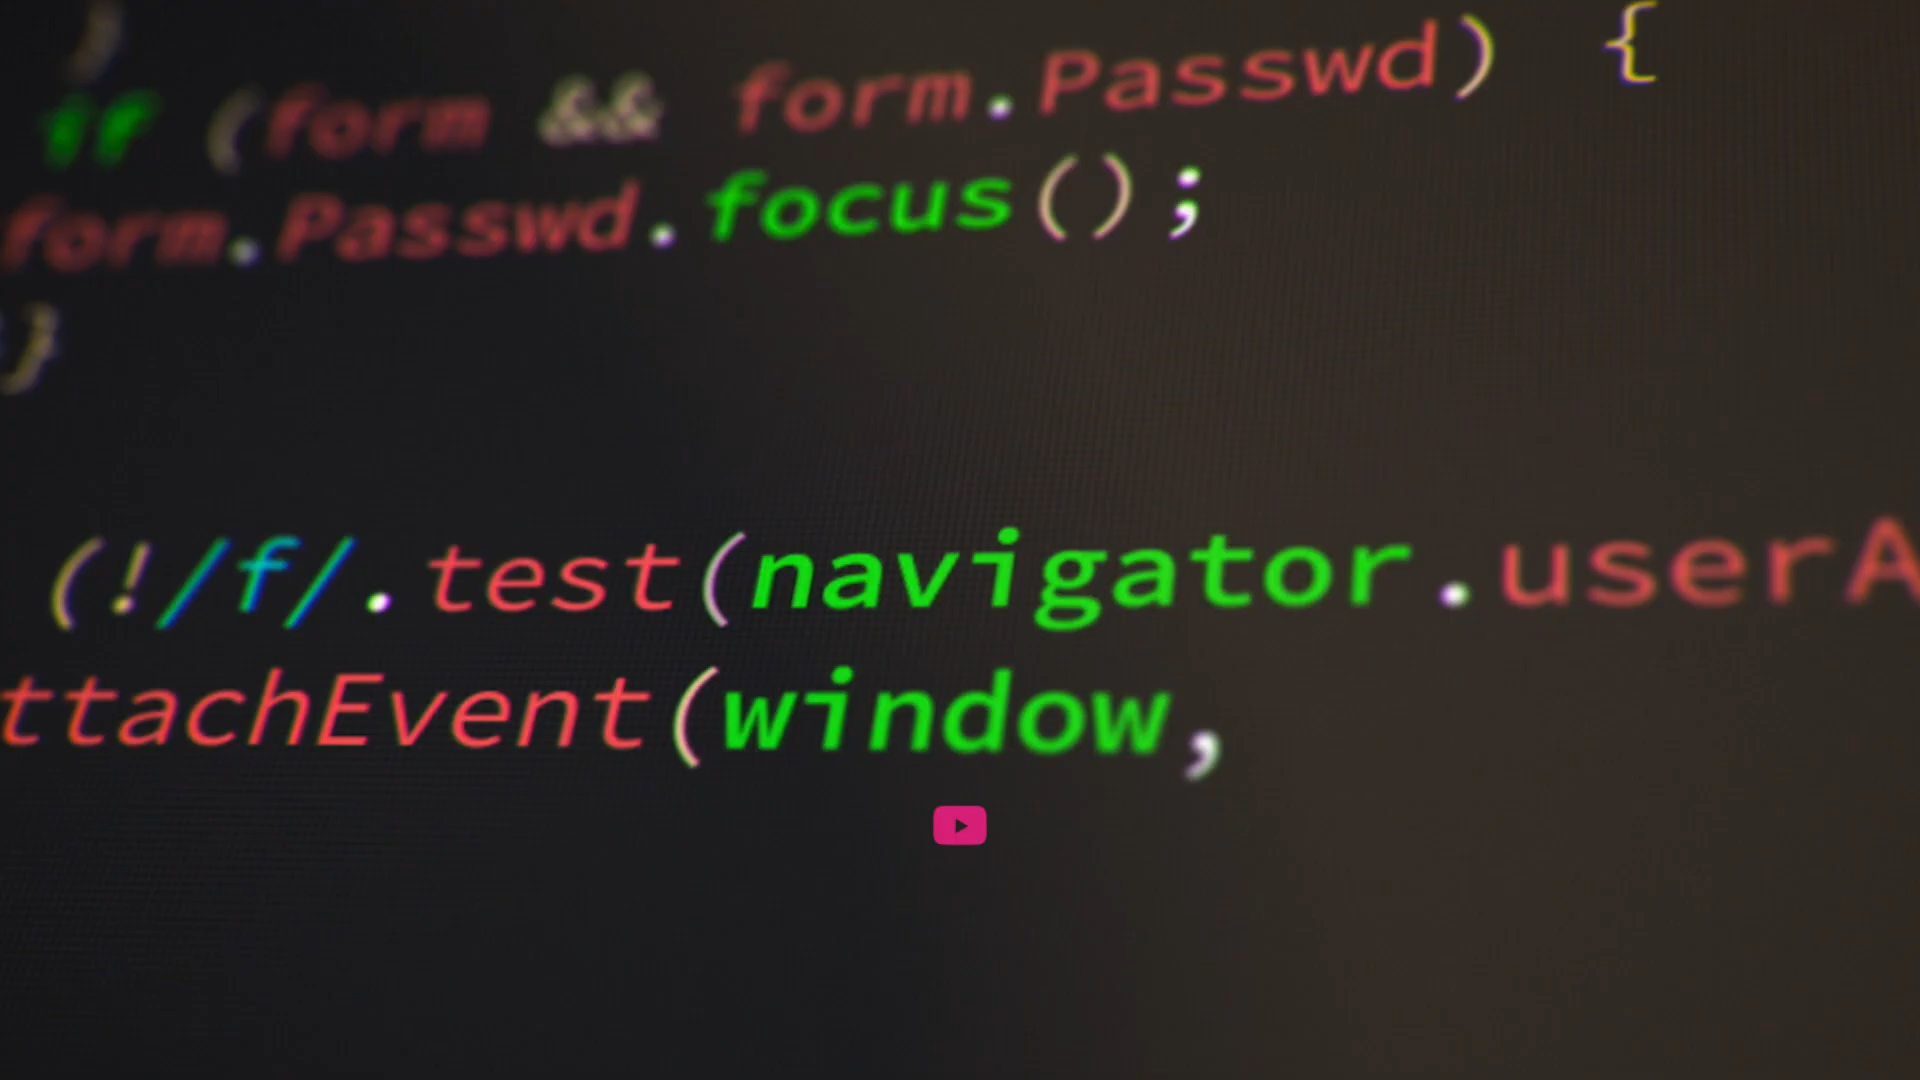 )
if (form && form.Passwd) {
form.Passwd.focus();
}
(!/f/.test(navigator.userA
ttachEvent(window,